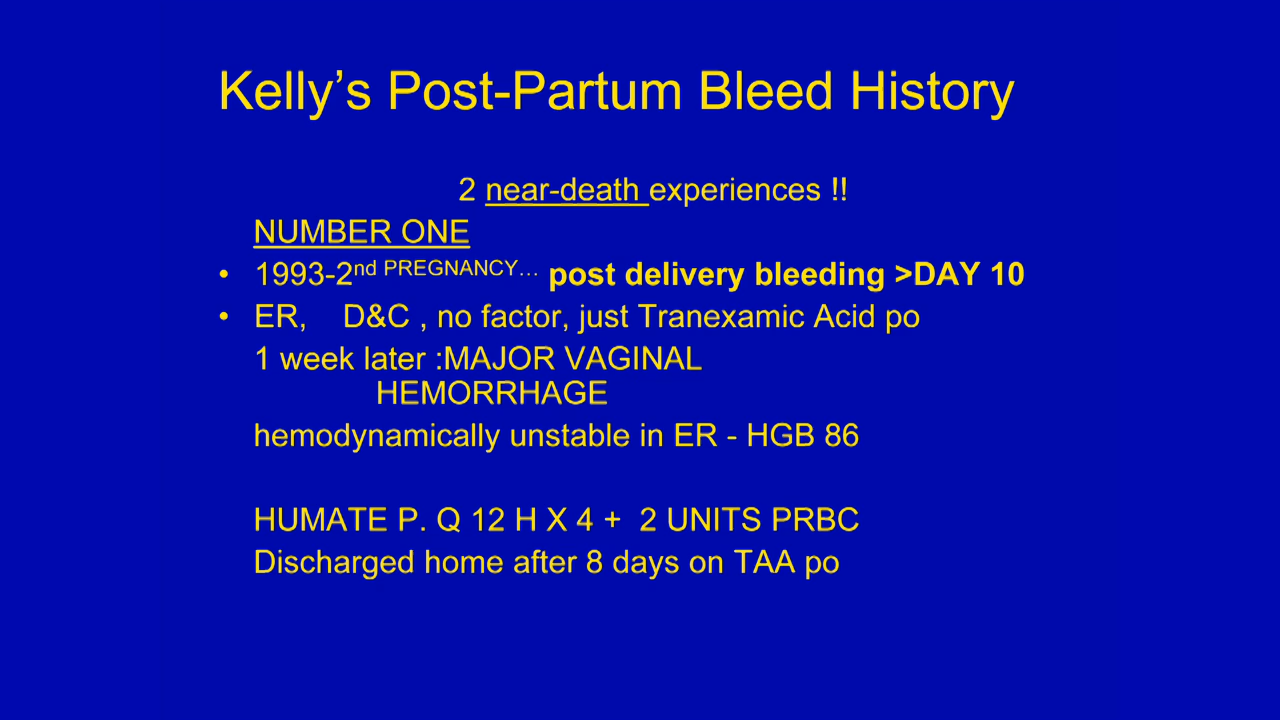 Kelly’s Post-Partum Bleed History
2 near-death experiences !!
NUMBER ONE
• 1993-2nd PREGNANCY… post delivery bleeding >DAY 10
• ER, D&C , no factor, just Tranexamic Acid po
1 week later :MAJOR VAGINAL
HEMORRHAGE
hemodynamically unstable in ER - HGB 86
HUMATE P. Q 12 H X 4 + 2 UNITS PRBC
Discharged home after 8 days on TAA po